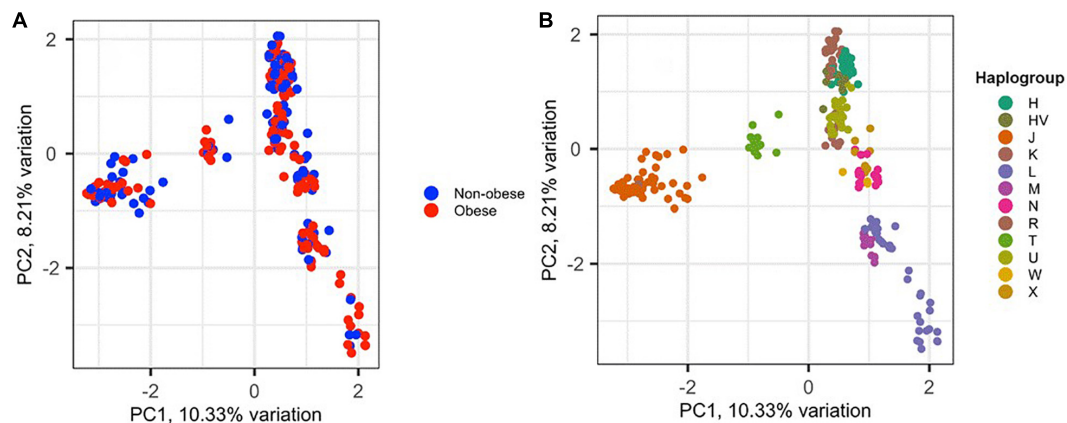 A
2
0
-2
-2
0
2
PC2, 8.21% variation
PC1, 10.33% variation
Non-obese
Obese
B
2
0
-2
-2
0
2
PC2, 8.21% variation
PC1, 10.33% variation
Haplogroup
H
HV
J
K
L
M
N
R
T
U
W
X